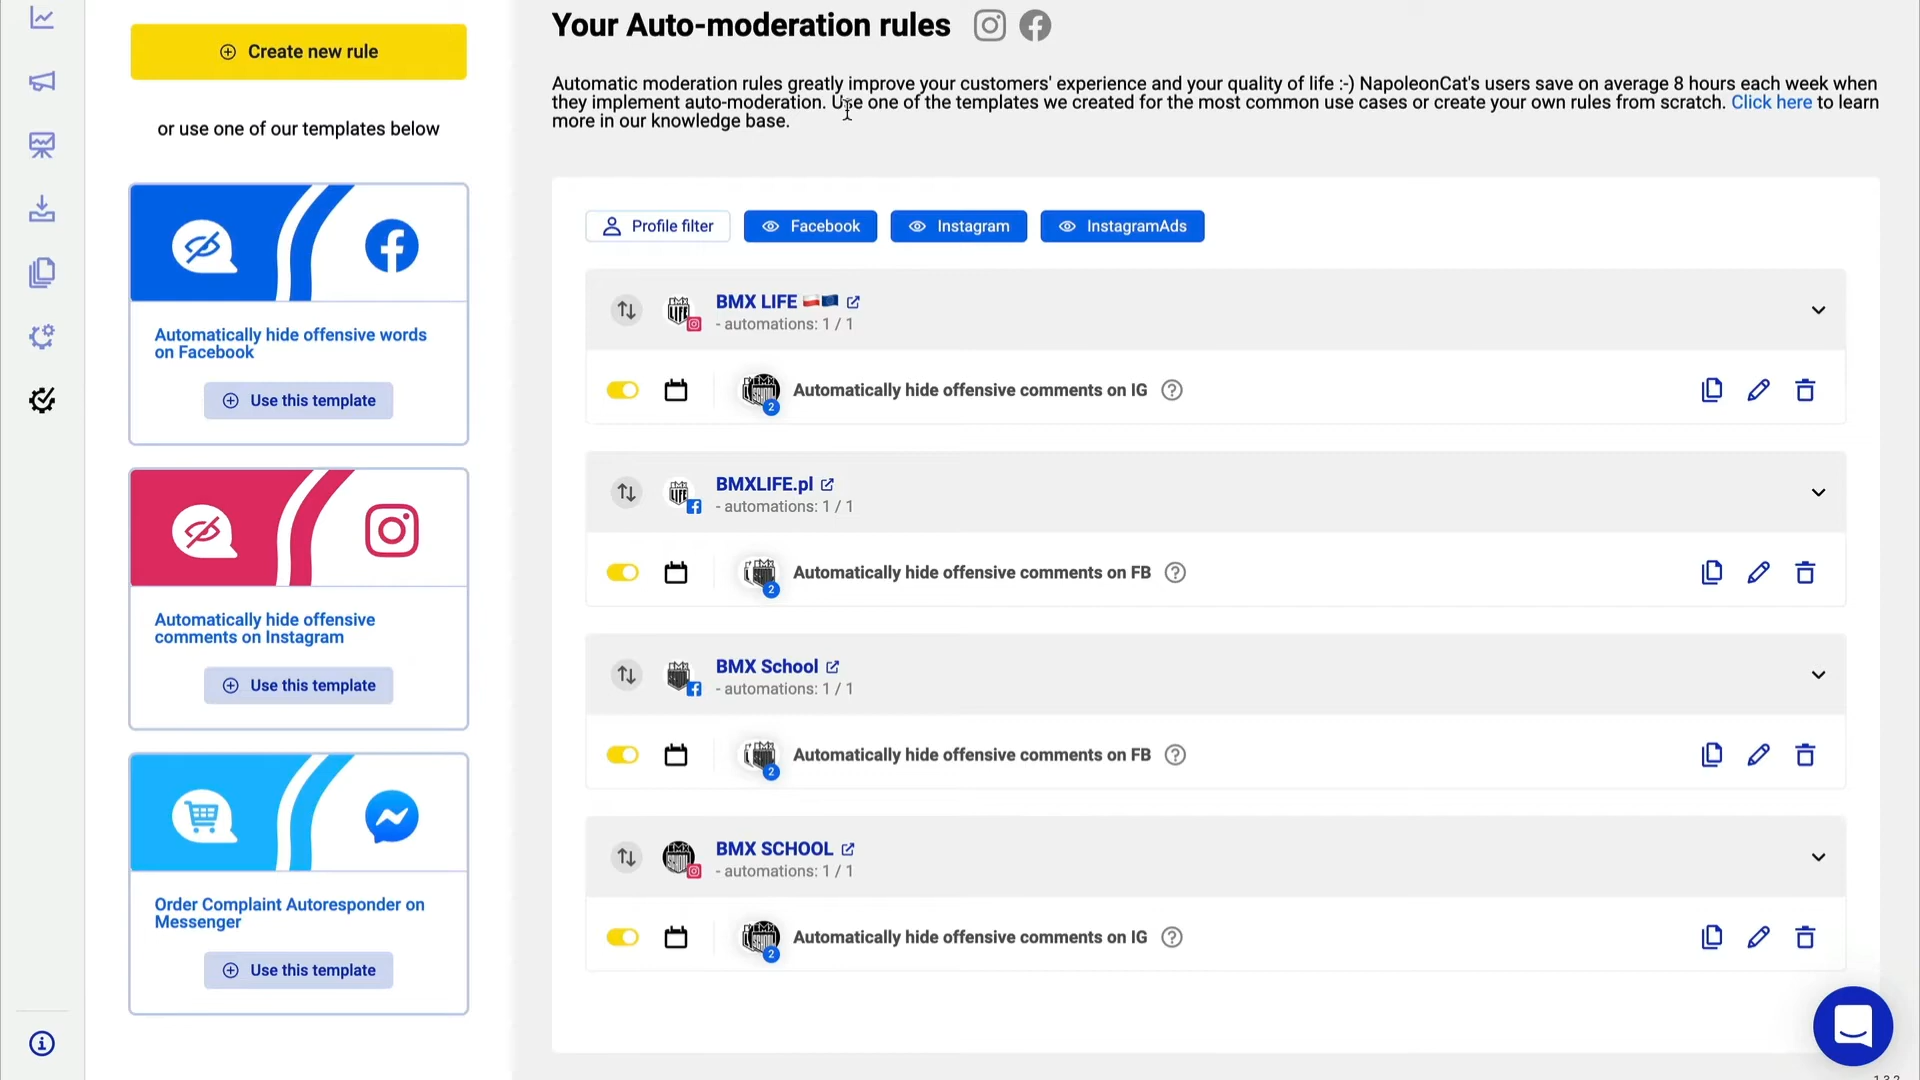 Create new rule
or use one of our templates below
Automatically hide offensive words
on Facebook
Use this template
Automatically hide offensive
comments on Instagram
Use this template
Order Complaint Autoresponder on
Messenger
Use this template
Your Auto-moderation rules
Automatic moderation rules greatly improve your customers' experience and your quality of life :-) NapoleonCat's users save on average 8 hours each week when
they implement auto-moderation. Use one of the templates we created for the most common use cases or create your own rules from scratch. Click here to learn
more in our knowledge base.
Profile filter
Facebook
Instagram
InstagramAds
BMX LIFE
- automations: 1 / 1
2
Automatically hide offensive comments on IG
BMXLIFE.pl
- automations: 1 / 1
2
Automatically hide offensive comments on FB
BMX School
- automations: 1 / 1
2
Automatically hide offensive comments on FB
BMX SCHOOL
- automations: 1 / 1
2
Automatically hide offensive comments on IG